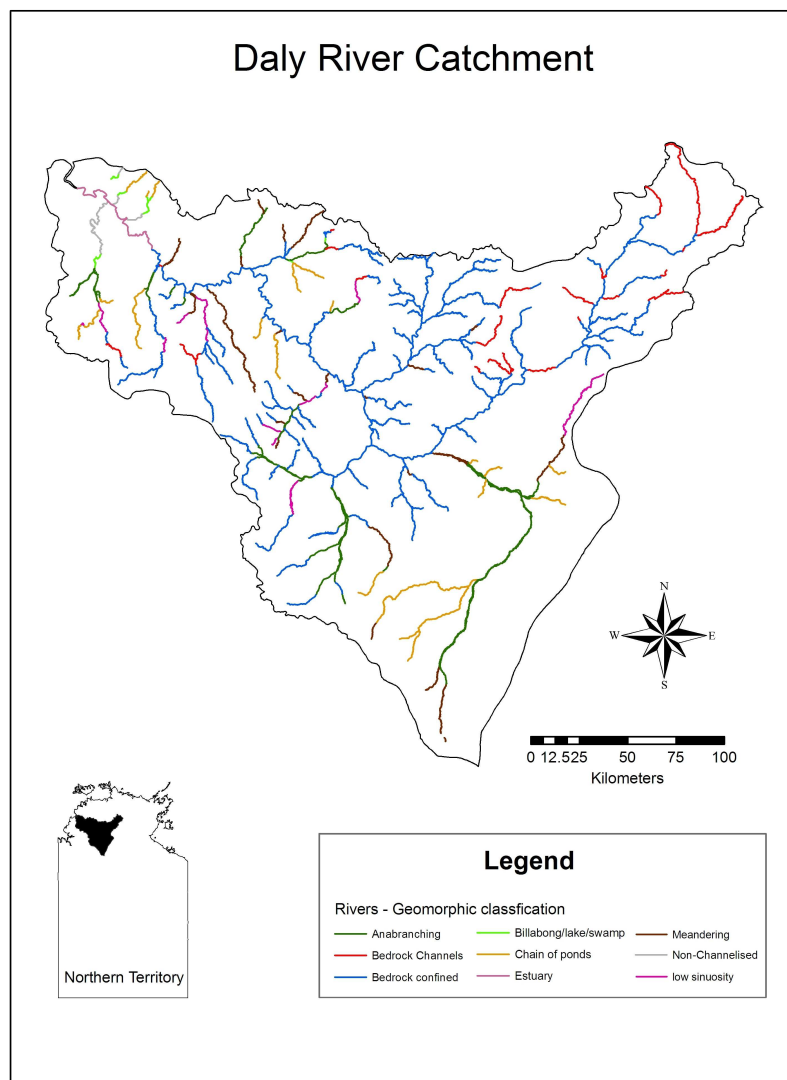 Daly River Catchment
N
W E
S
0 12.525 50 75 100
Kilometers
Northern Territory
Legend
Rivers - Geomorphic classfication
Anabranching
Bedrock Channels
Bedrock confined
Billabong/lake/swamp
Chain of ponds
Estuary
Meandering
Non-Channelised
low sinuosity